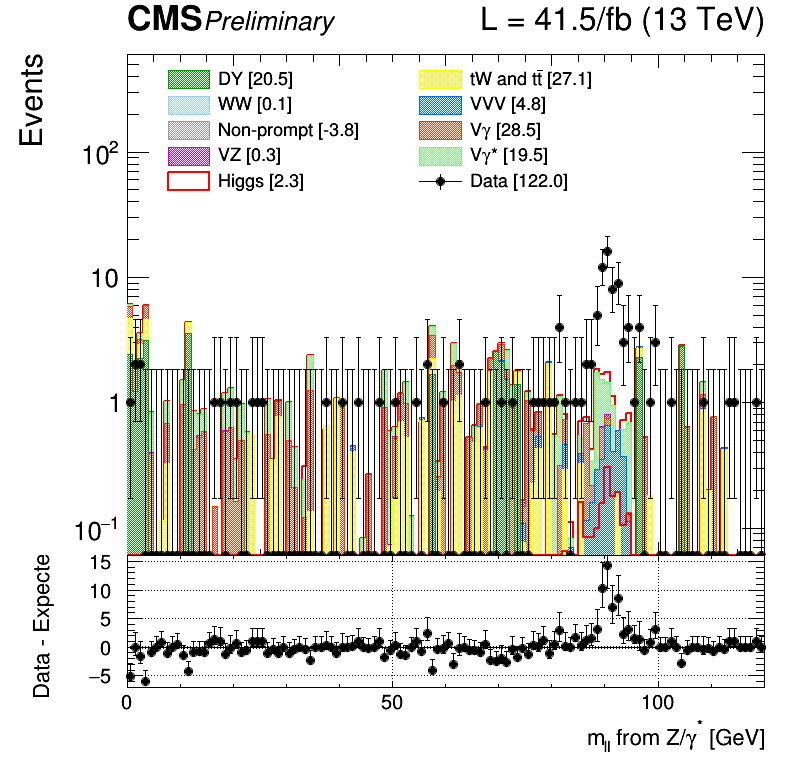 CMS Preliminary L = 41.5/fb (13 TeV)
Events
DY [20.5]
tW and tt̄ [27.1]
WW [0.1]
VVV [4.8]
Non-prompt [-3.8]
Vγ [28.5]
VZ [0.3]
Vγ* [19.5]
Higgs [2.3]
Data [122.0]
10²
10
1
10⁻¹
Data - Expecte
15
10
5
0
−5
0 50 100
m_ll from Z/γ* [GeV]